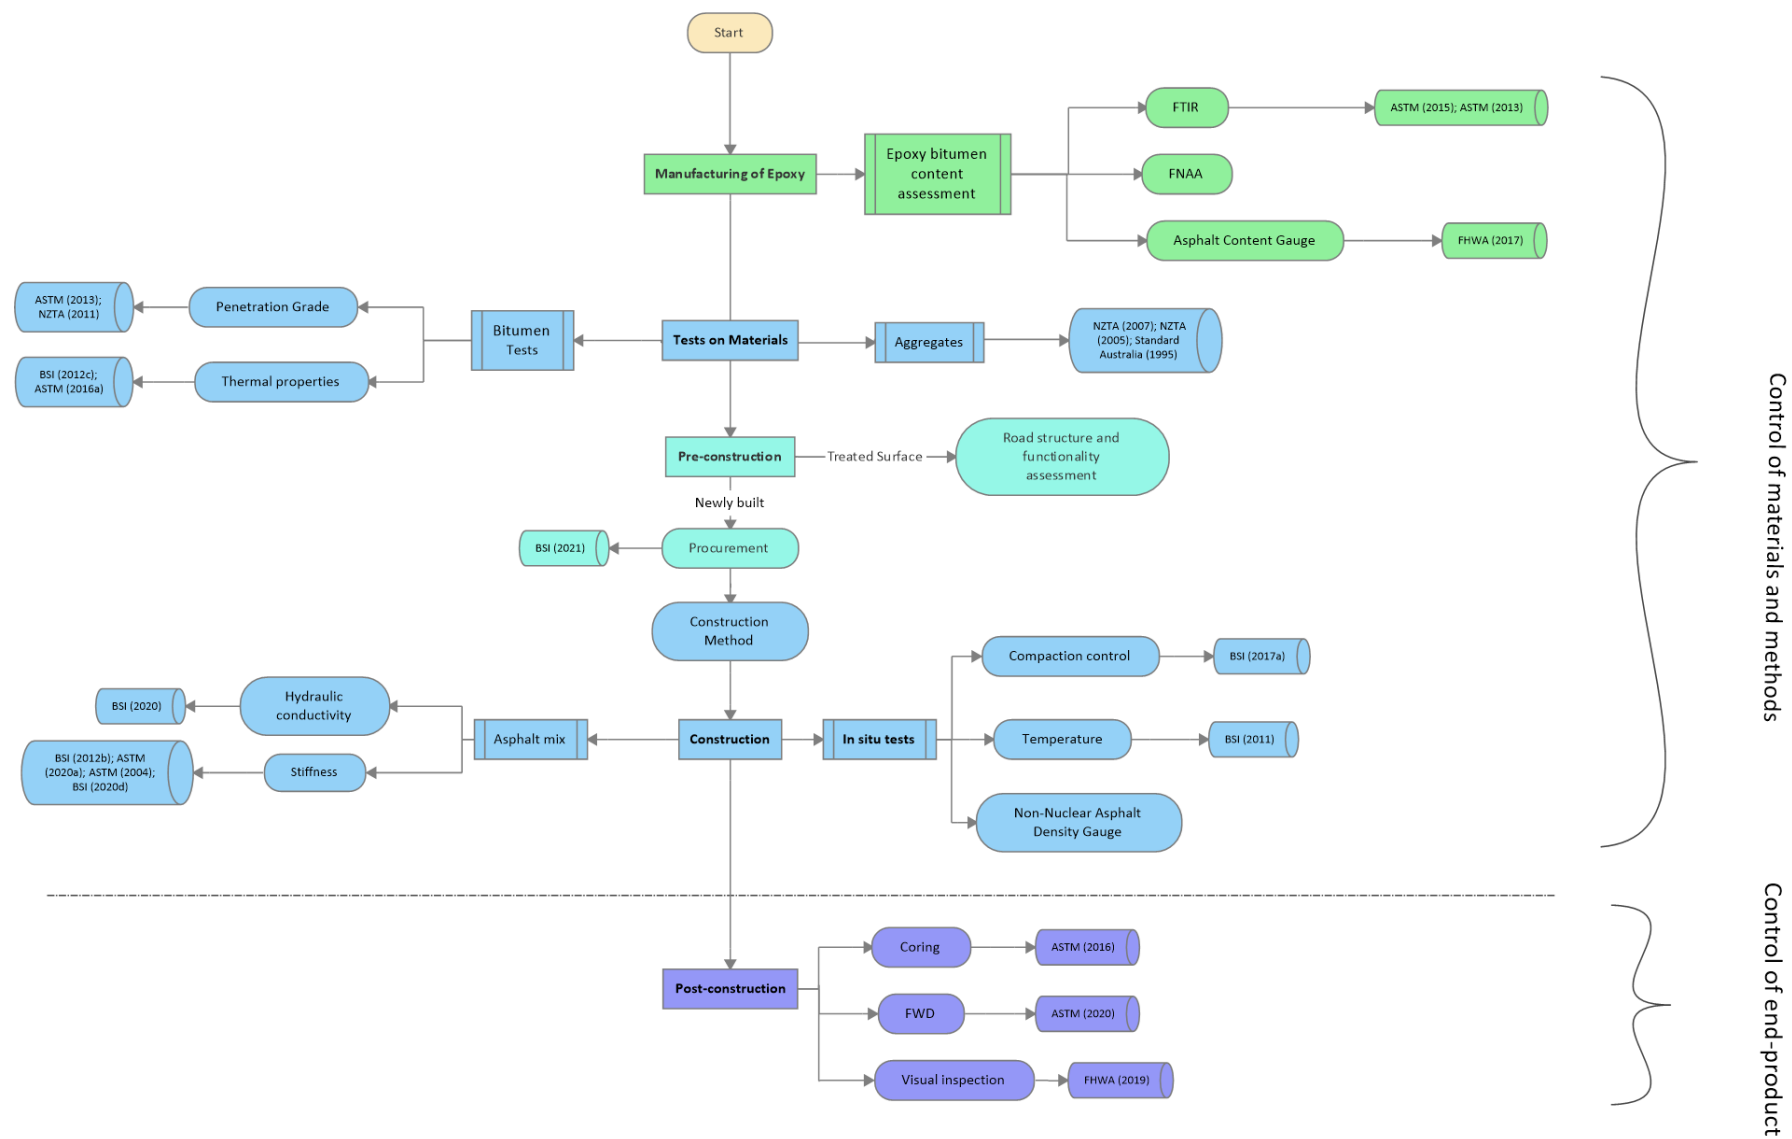 Start
FTIR
ASTM (2015); ASTM (2013)
Manufacturing of Epoxy
Epoxy bitumen
content
assessment
FNAA
Asphalt Content Gauge
FHWA (2017)
ASTM (2013);
NZTA (2011)
Penetration Grade
Bitumen
Tests
Tests on Materials
Aggregates
NZTA (2007); NZTA
(2005); Standard
Australia (1995)
BSI (2012c);
ASTM (2016a)
Thermal properties
Pre-construction
Treated Surface
Road structure and
functionality
assessment
Newly built
BSI (2021)
Procurement
Construction
Method
Compaction control
BSI (2017a)
BSI (2020)
Hydraulic
conductivity
Asphalt mix
Construction
In situ tests
Temperature
BSI (2011)
BSI (2012b); ASTM
(2020a); ASTM (2004);
BSI (2020d)
Stiffness
Non-Nuclear Asphalt
Density Gauge
Control of materials and methods
Coring
ASTM (2016)
Post-construction
FWD
ASTM (2020)
Visual inspection
FHWA (2019)
Control of end-product